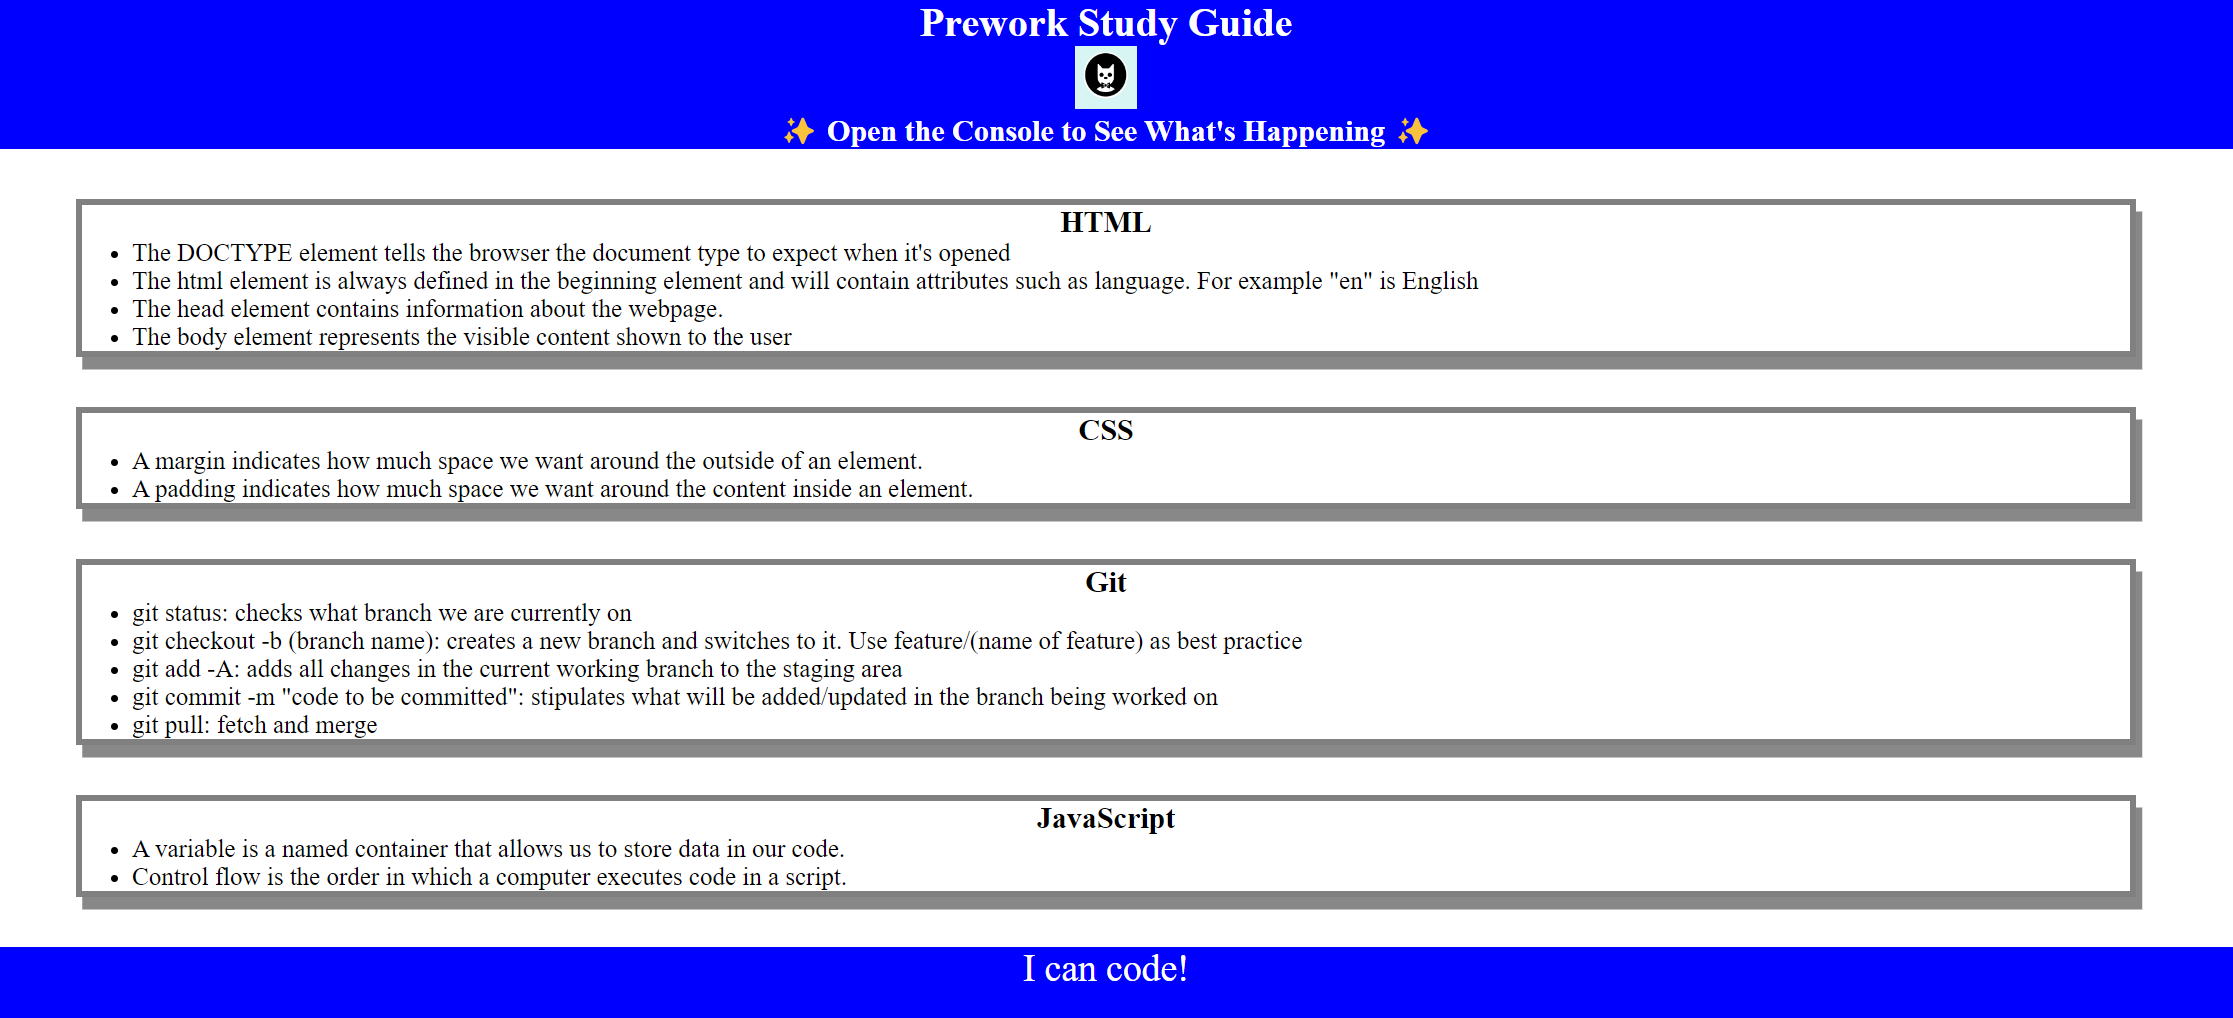 Prework Study Guide
✨ Open the Console to See What's Happening ✨
HTML
• The DOCTYPE element tells the browser the document type to expect when it's opened
• The html element is always defined in the beginning element and will contain attributes such as language. For example "en" is English
• The head element contains information about the webpage.
• The body element represents the visible content shown to the user
CSS
• A margin indicates how much space we want around the outside of an element.
• A padding indicates how much space we want around the content inside an element.
Git
• git status: checks what branch we are currently on
• git checkout -b (branch name): creates a new branch and switches to it. Use feature/(name of feature) as best practice
• git add -A: adds all changes in the current working branch to the staging area
• git commit -m "code to be committed": stipulates what will be added/updated in the branch being worked on
• git pull: fetch and merge
JavaScript
• A variable is a named container that allows us to store data in our code.
• Control flow is the order in which a computer executes code in a script.
I can code!